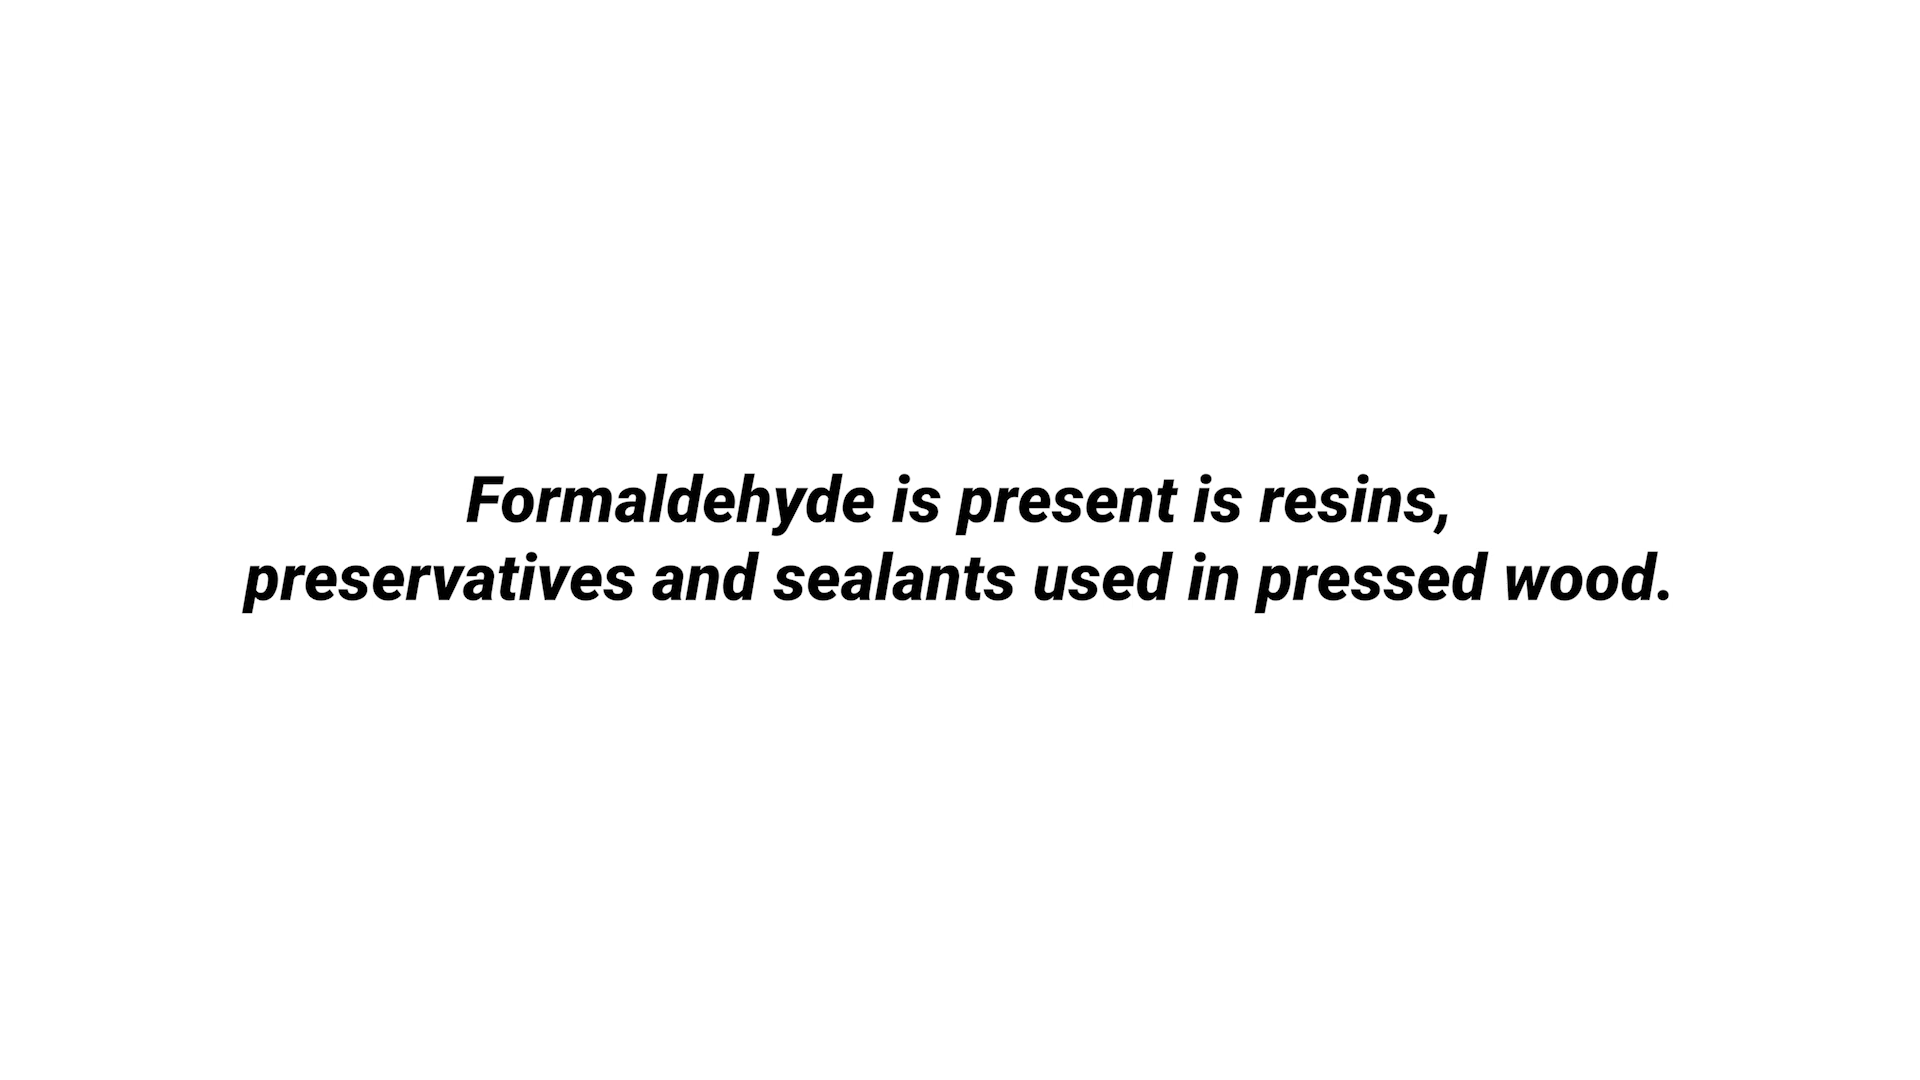 Formaldehyde is present is resins,
preservatives and sealants used in pressed wood.